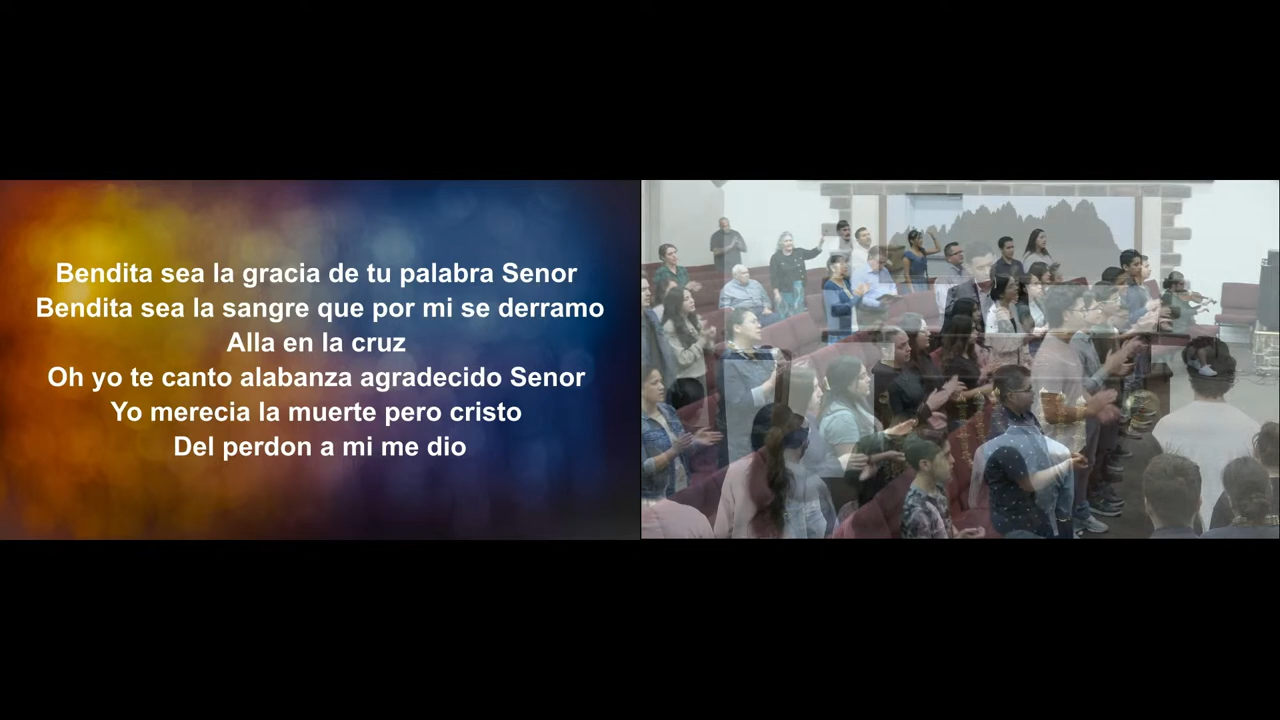 Bendita sea la gracia de tu palabra Senor
Bendita sea la sangre que por mi se derramo
Alla en la cruz
Oh yo te canto alabanza agradecido Senor
Yo merecia la muerte pero cristo
Del perdon a mi me dio